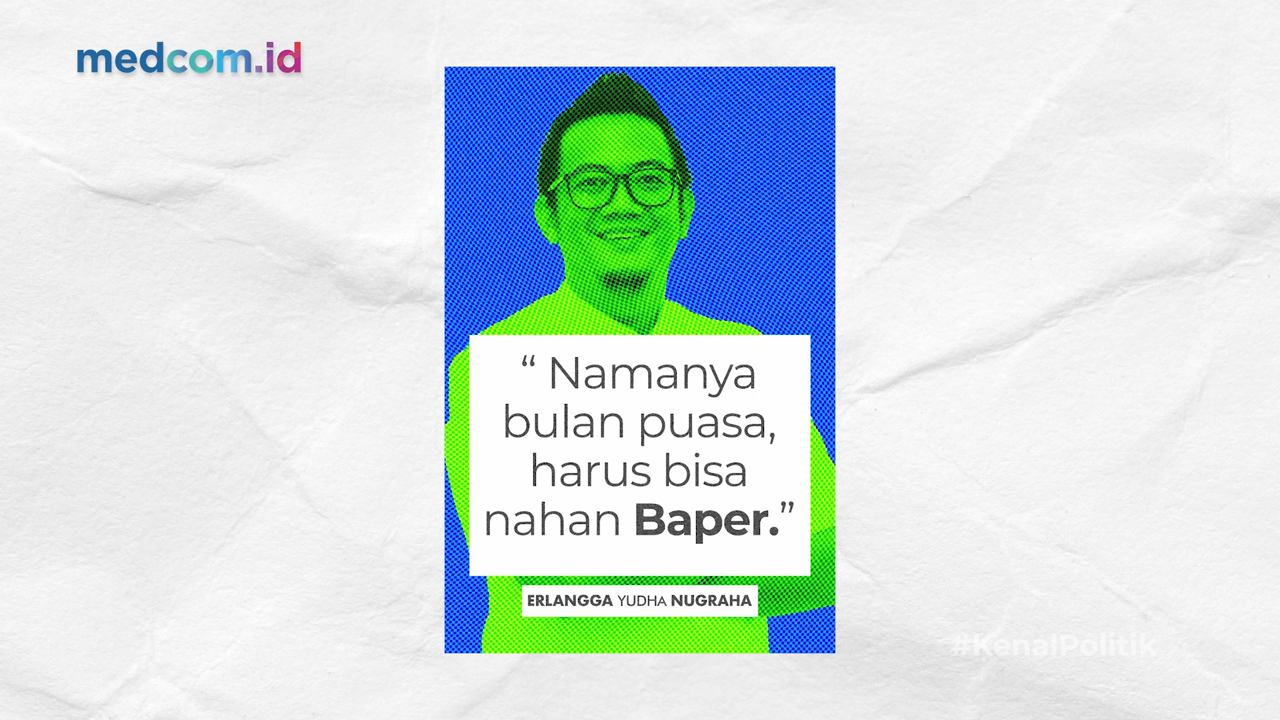 medcom.id
“ Namanya
bulan puasa,
harus bisa
nahan Baper.”
ERLANGGA YUDHA NUGRAHA
#KenalPolitik